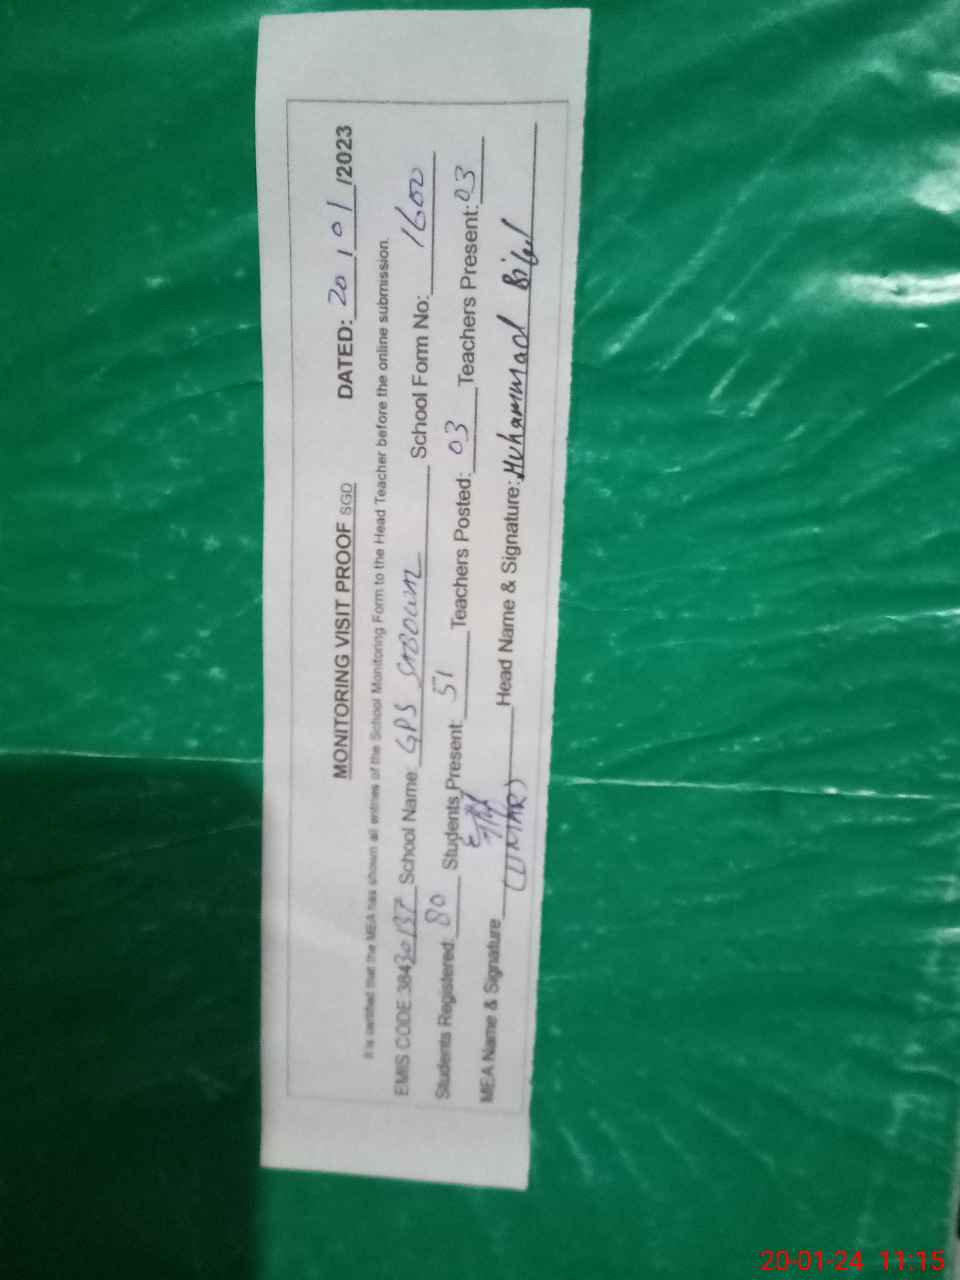 MONITORING VISIT PROOF SGD DATED: 20/01/2023
It is certified that the MEA has shown all entries of the School Monitoring Form to the Head Teacher before the online submission.
EMIS CODE 38430137 School Name: GPS School Form No: 1600
Students Registered: 80 Students Present: 51 Teachers Posted: 03 Teachers Present: 03
MEA Name & Signature (UMAR) Head Name & Signature: Muhammad Bilal
20-01-24 11:15